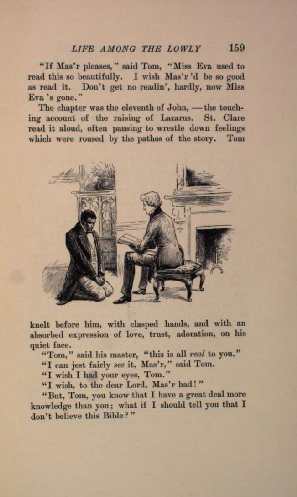 LIFE AMONG THE LOWLY 159
"If Mas'r pleases," said Tom, "Miss Eva used to
read this so beautifully. I wish Mas'r 'd be so good
as read it. Don't get no readin', hardly, now Miss
Eva 's gone."
The chapter was the eleventh of John, — the touch-
ing account of the raising of Lazarus. St. Clare
read it aloud, often pausing to wrestle down feelings
which were roused by the pathos of the story. Tom
knelt before him, with clasped hands, and with an
absorbed expression of love, trust, adoration, on his
quiet face.
"Tom," said his master, "this is all real to you."
"I can jest fairly see it, Mas'r," said Tom.
"I wish I had your eyes, Tom."
"I wish, to the dear Lord, Mas'r had!"
"But, Tom, you know that I have a great deal more
knowledge than you; what if I should tell you that I
don't believe this Bible?"